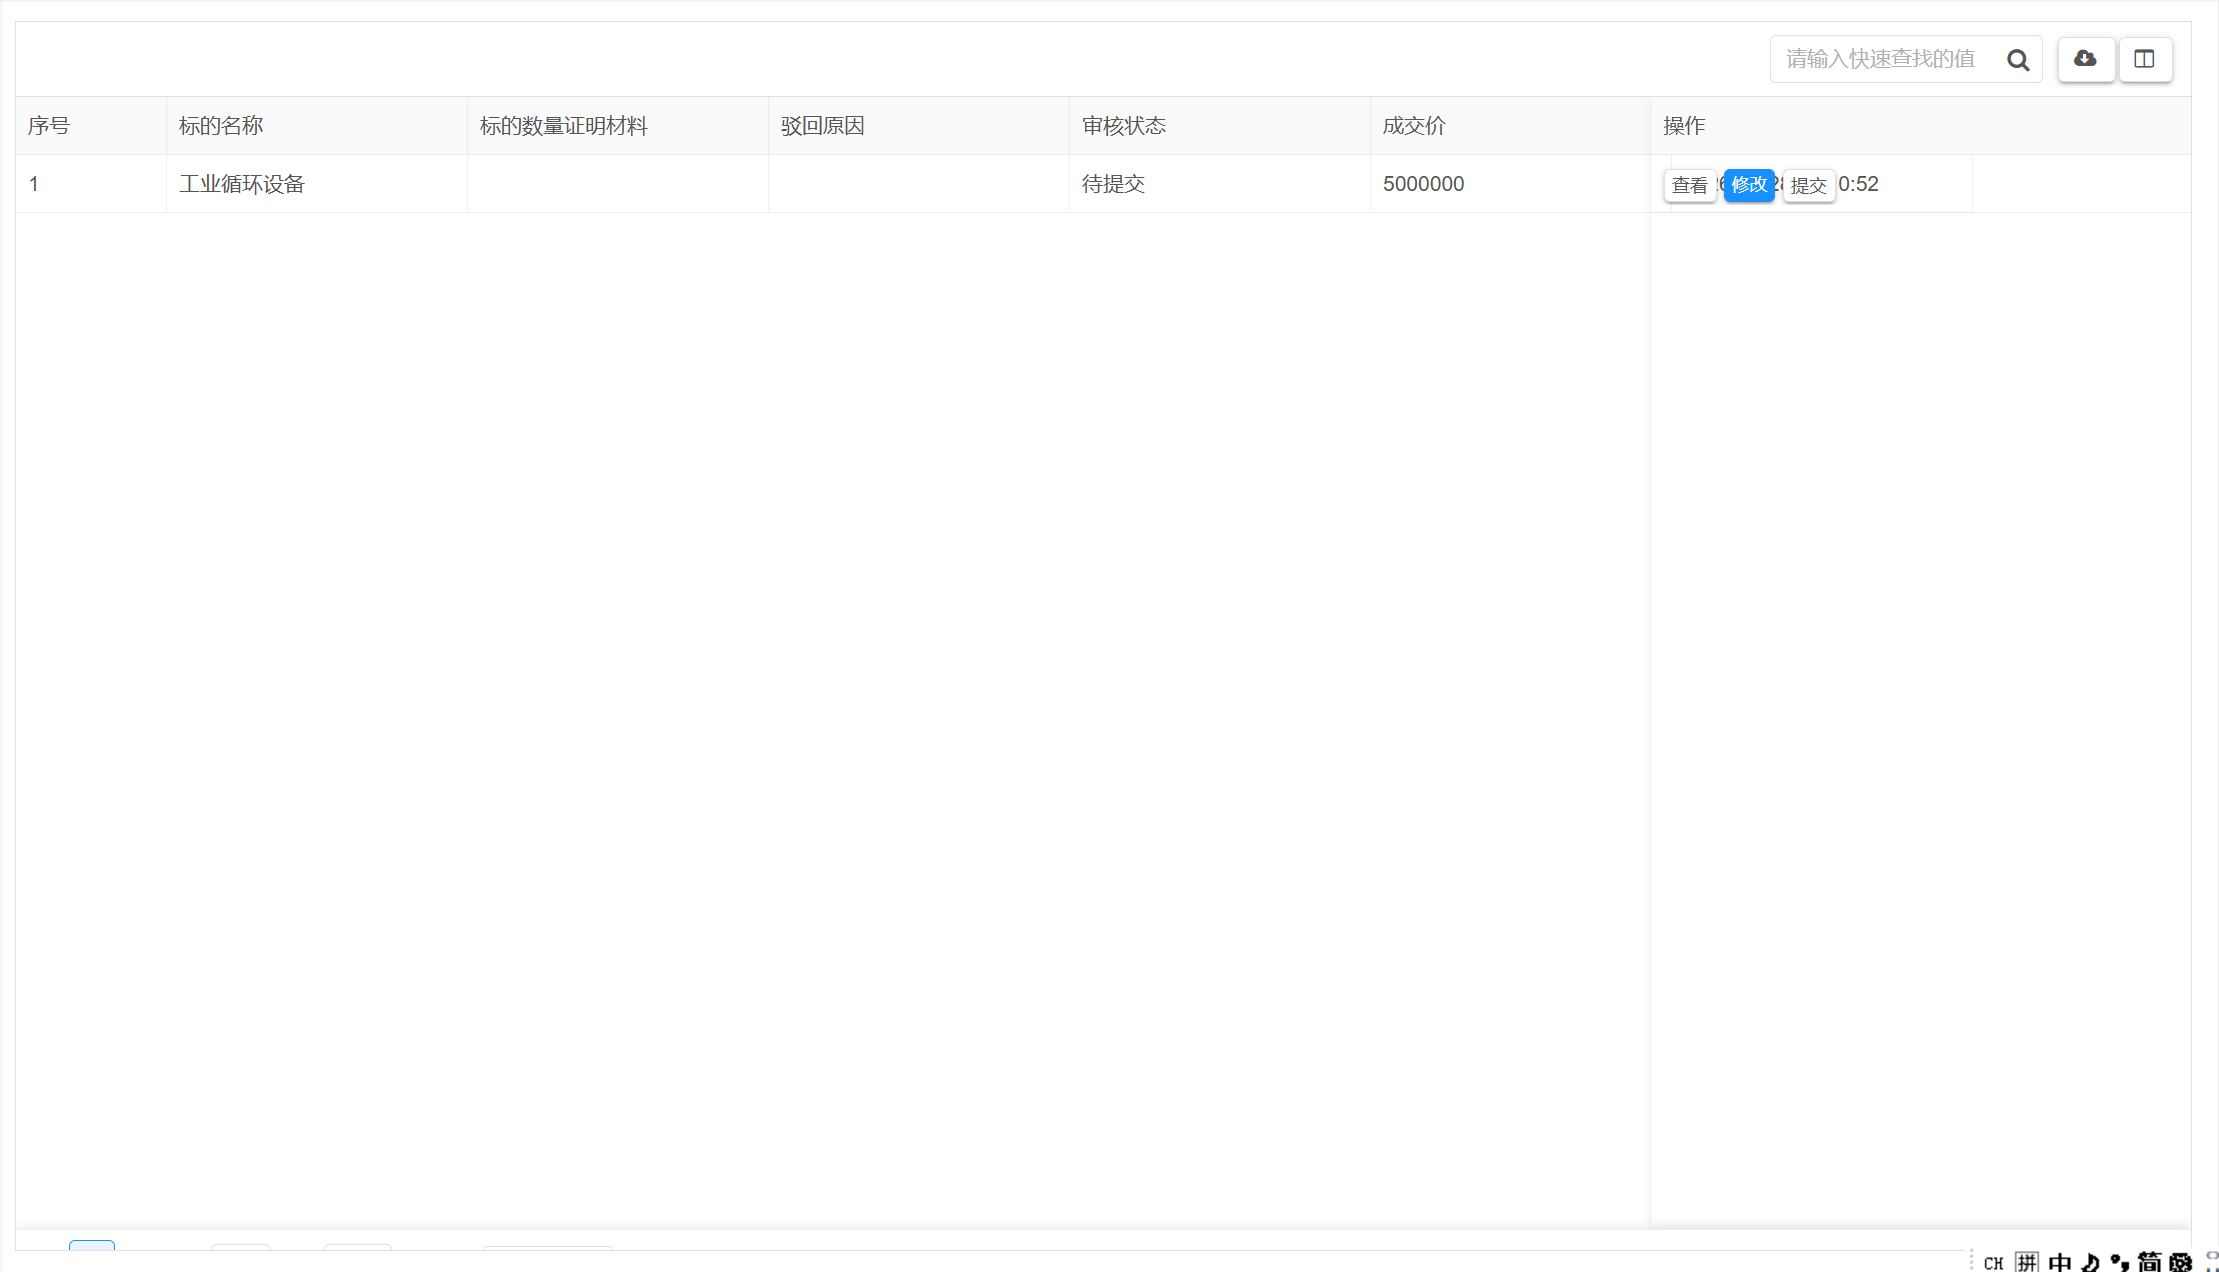 请输入快速查找的值
序号 标的名称 标的数量证明材料 驳回原因 审核状态 成交价 操作
1 工业循环设备 待提交 5000000 查看 修改 提交 0:52
CH 拼 中 简